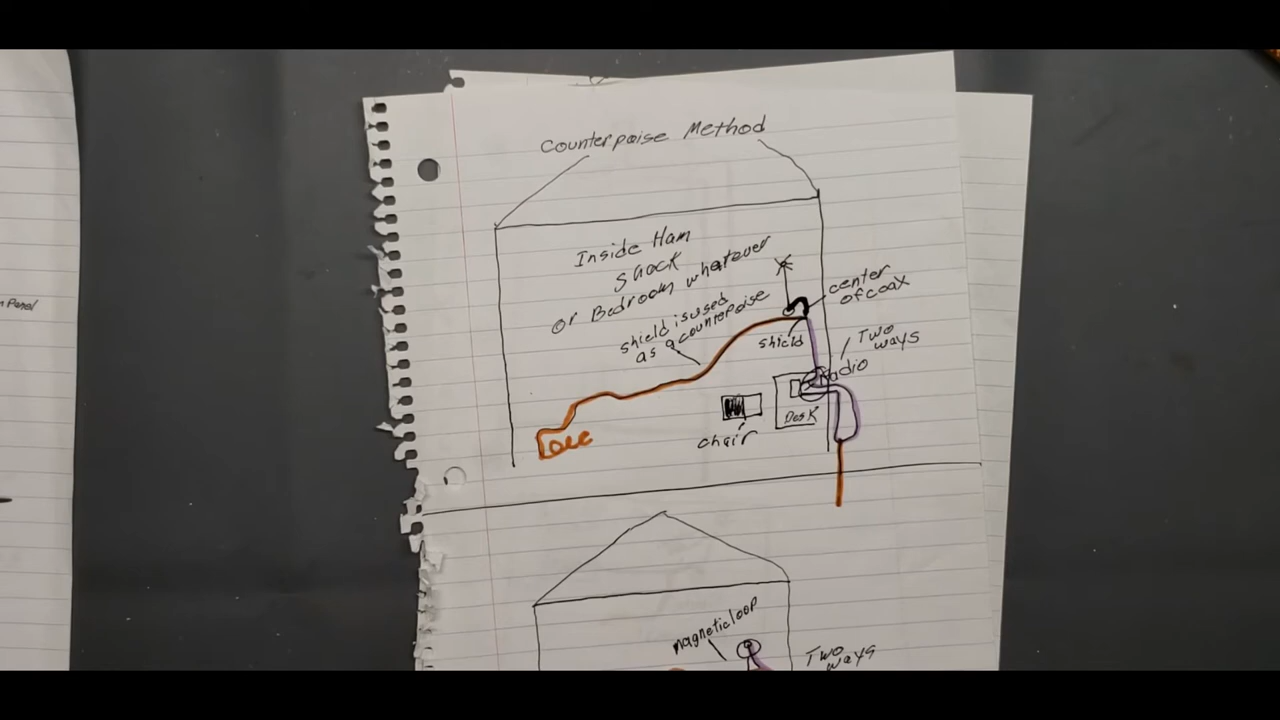 n Panel
Counterpoise Method
Inside Ham
Shack
or Bedroom whatever
shield is used
as a counterpoise
center
of coax
shield
Two
ways
Radio
Desk
chair
magnetic loop
Two
ways